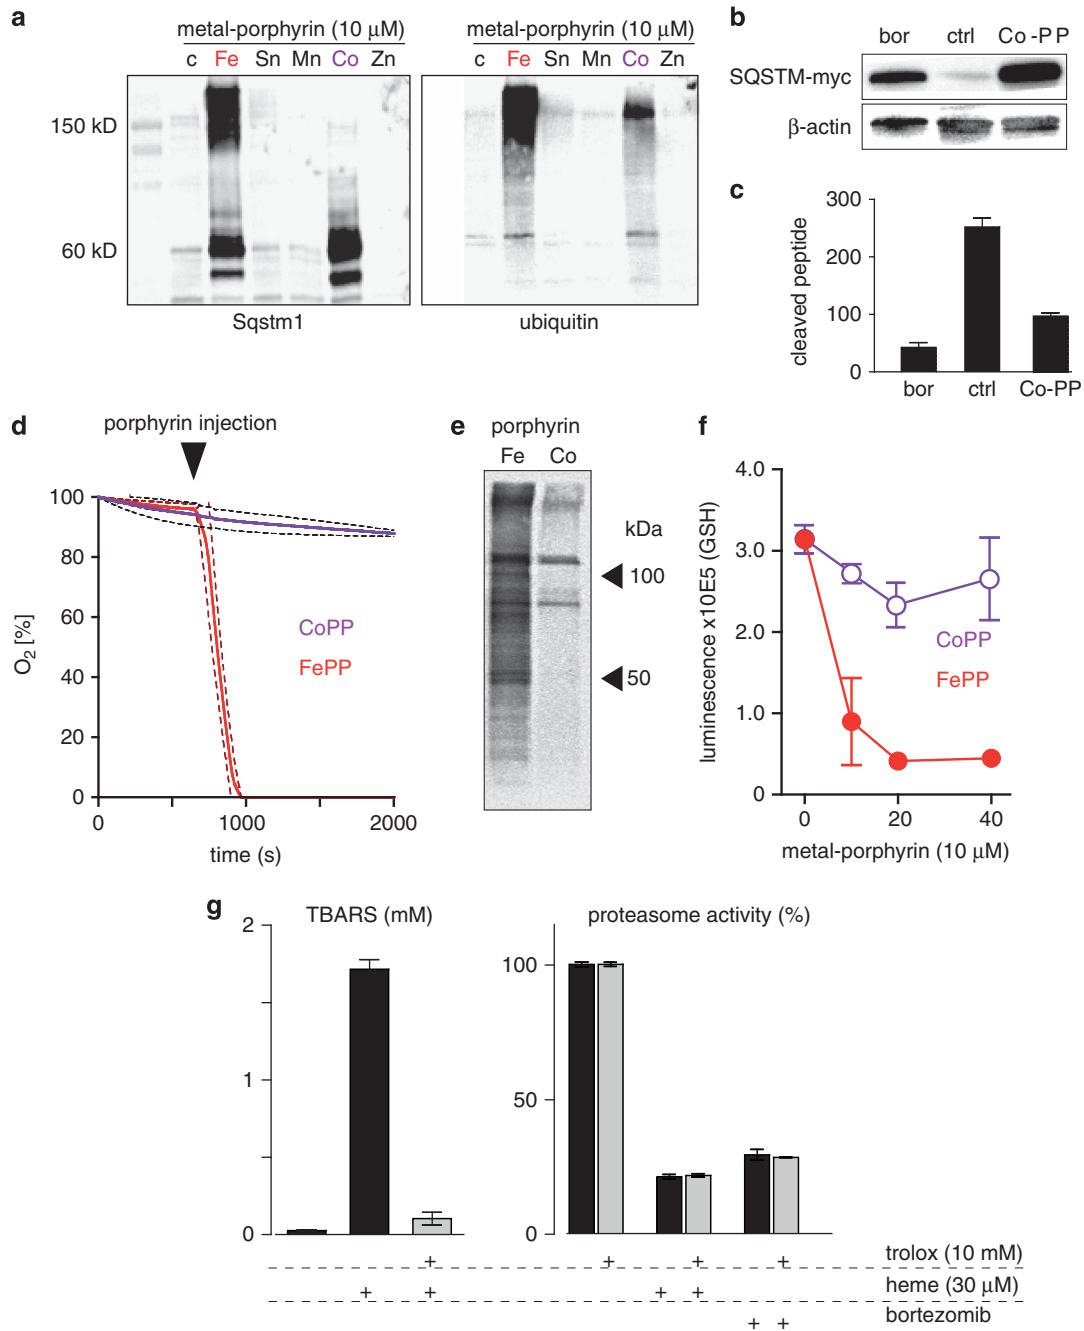 a
metal-porphyrin (10 μM)
c Fe Sn Mn Co Zn
metal-porphyrin (10 μM)
c Fe Sn Mn Co Zn
150 kD
60 kD
Sqstm1
ubiquitin
b
bor ctrl Co-PP
SQSTM-myc
β-actin
c
cleaved peptide
300
200
100
0
bor ctrl Co-PP
d
porphyrin injection
O2 [%]
100
80
60
40
20
0
CoPP
FePP
0 1000 2000
time (s)
e
porphyrin
Fe Co
kDa
100
50
f
luminescence x10E5 (GSH)
4.0
3.0
2.0
1.0
0
CoPP
FePP
0 20 40
metal-porphyrin (10 μM)
g
TBARS (mM)
2
1
0
proteasome activity (%)
100
50
0
+ + + + trolox (10 mM)
+ + + + heme (30 μM)
+ + bortezomib